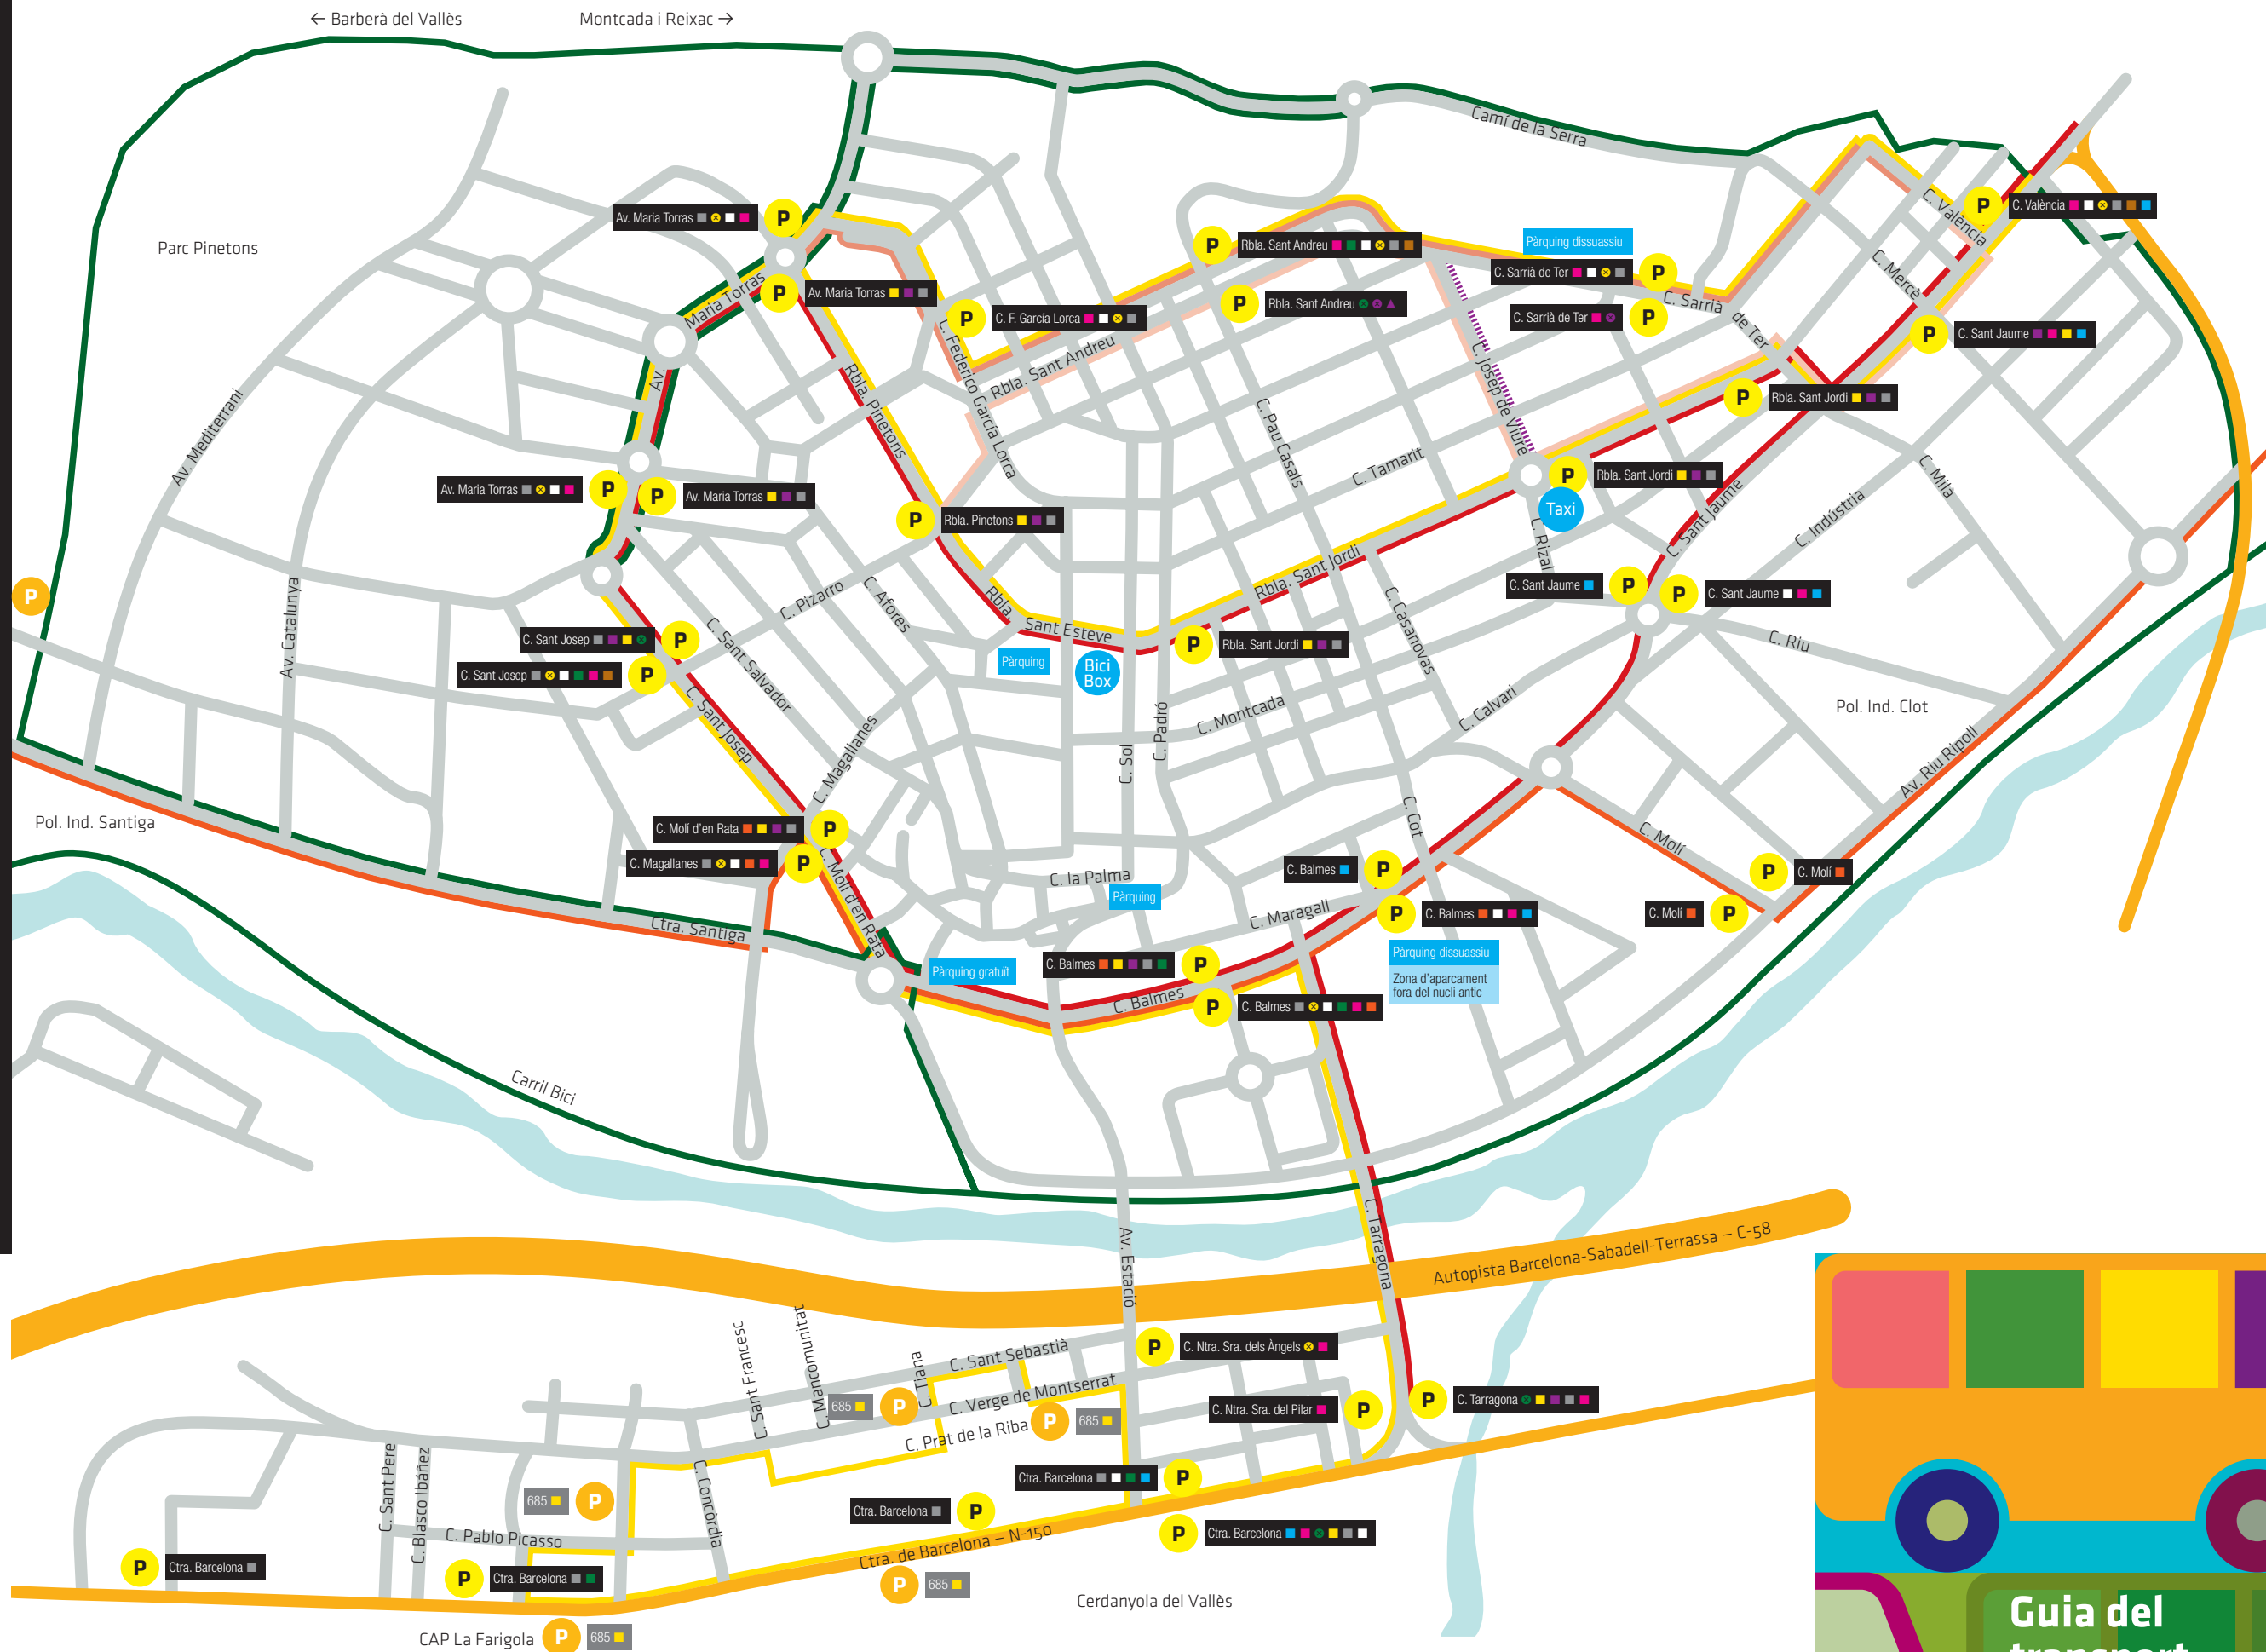 ← Barberà del Vallès
Montcada i Reixac →
Camí de la Serra
Parc Pinetons
Av. Maria Torras
P
C. València
P
C. València
P
Rbla. Sant Andreu
Pàrquing dissuassiu
C. Sarrià de Ter
P
C. Mercè
Maria Torras
Av.
P
Av. Maria Torras
P
C. F. García Lorca
P
Rbla. Sant Andreu
C. Sarrià de Ter
P
C. Sarrià de Ter
P
C. Sant Jaume
Rbla. Sant Andreu
C. Federico García Lorca
Rbla. Pinetons
C. Josep de Viura
P
Rbla. Sant Jordi
Av. Mediterrani
C. Pau Casals
C. Tamarit
P
Rbla. Sant Jordi
Taxi
C. Milà
Av. Maria Torras
P
P
Av. Maria Torras
P
Rbla. Pinetons
C. Rizal
C. Sant Jaume
C. Indústria
Rbla. Sant Jordi
P
Av. Catalunya
C. Pizarro
C. Afores
Rbla.
Sant Esteve
C. Casanovas
C. Sant Jaume
P
P
C. Sant Jaume
C. Riu
C. Sant Josep
P
C. Sant Josep
P
C. Sant Salvador
Pàrquing
Bici
Box
P
Rbla. Sant Jordi
C. Sant Josep
C. Magallanes
C. Sol
C. Padró
C. Montcada
C. Calvari
Pol. Ind. Clot
Av. Riu Ripoll
Pol. Ind. Santiga
C. Molí d'en Rata
P
C. Magallanes
P
C. Molí d'en Rata
C. Cot
C. Molí
C. la Palma
Pàrquing
C. Balmes
P
P
C. Molí
P
C. Balmes
C. Molí
P
Ctra. Santiga
C. Maragall
Pàrquing gratuït
C. Balmes
P
Pàrquing dissuassiu
Zona d'aparcament
fora del nucli antic
C. Balmes
P
C. Balmes
Carril Bici
Av. Estació
C. Tarragona
Autopista Barcelona-Sabadell-Terrassa – C-58
C. Sant Francesc
C. Mancomunitat
C. Tiana
C. Sant Sebastià
P
C. Ntra. Sra. dels Àngels
C. Verge de Montserrat
685
P
C. Prat de la Riba
P
685
C. Ntra. Sra. del Pilar
P
P
C. Tarragona
C. Sant Pere
C. Blasco Ibáñez
C. Concòrdia
Ctra. Barcelona
P
685
P
Ctra. Barcelona
P
C. Pablo Picasso
Ctra. de Barcelona – N-150
P
Ctra. Barcelona
P
Ctra. Barcelona
P
Ctra. Barcelona
P
685
Cerdanyola del Vallès
CAP La Farigola
P
685
Guia del
transport